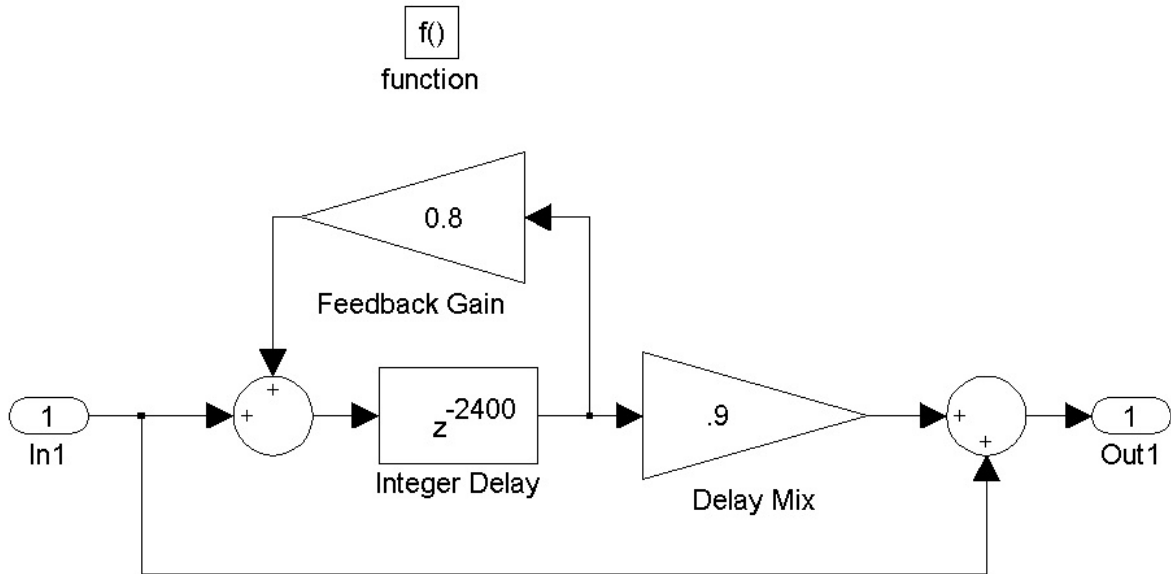 f()
function
0.8
Feedback Gain
+
1
+
z-2400
.9
+
1
In1
+
Out1
Integer Delay
Delay Mix